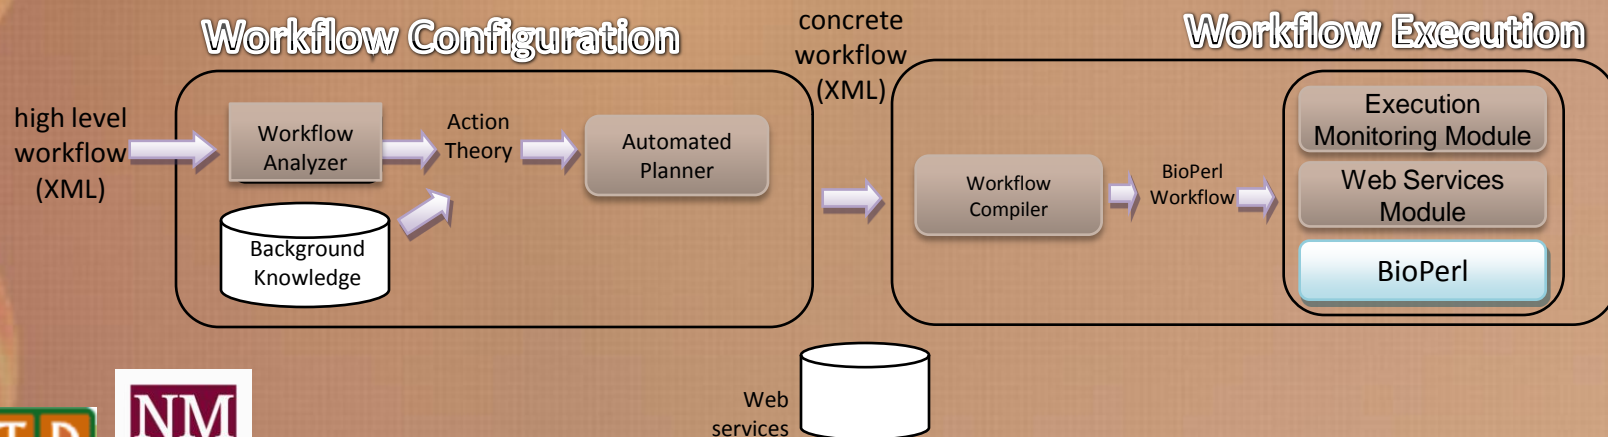 Workflow Configuration
concrete
workflow
(XML)
Workflow Execution
high level
workflow
(XML)
Workflow
Analyzer
Action
Theory
Automated
Planner
Background
Knowledge
Workflow
Compiler
BioPerl
Workflow
Execution
Monitoring Module
Web Services
Module
BioPerl
Web
services
NM
T D